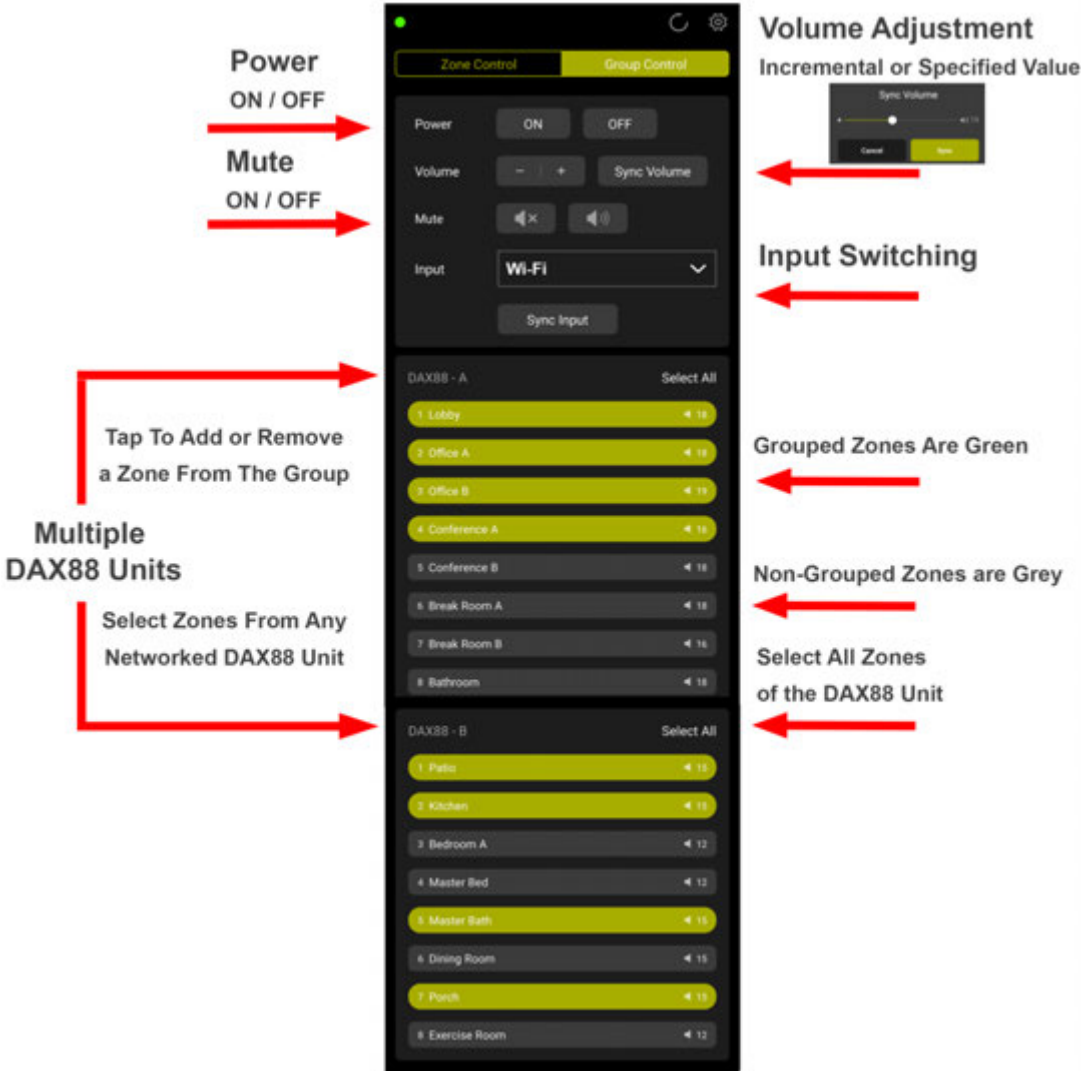 Power
ON / OFF
Mute
ON / OFF
Tap To Add or Remove
a Zone From The Group
Multiple
DAX88 Units
Select Zones From Any
Networked DAX88 Unit
Zone Control
Group Control
Power
ON
OFF
Volume
- | +
Sync Volume
Mute
Input
Wi-Fi
Sync Input
DAX88 - A
Select All
1 Lobby 18
2 Office A 18
3 Office B 19
4 Conference A 16
5 Conference B 18
6 Break Room A 18
7 Break Room B 16
8 Bathroom 18
DAX88 - B
Select All
1 Patio 15
2 Kitchen 15
3 Bedroom A 12
4 Master Bed 12
5 Master Bath 15
6 Dining Room 15
7 Porch 15
8 Exercise Room 12
Volume Adjustment
Incremental or Specified Value
Sync Volume
Cancel
Sync
Input Switching
Grouped Zones Are Green
Non-Grouped Zones are Grey
Select All Zones
of the DAX88 Unit